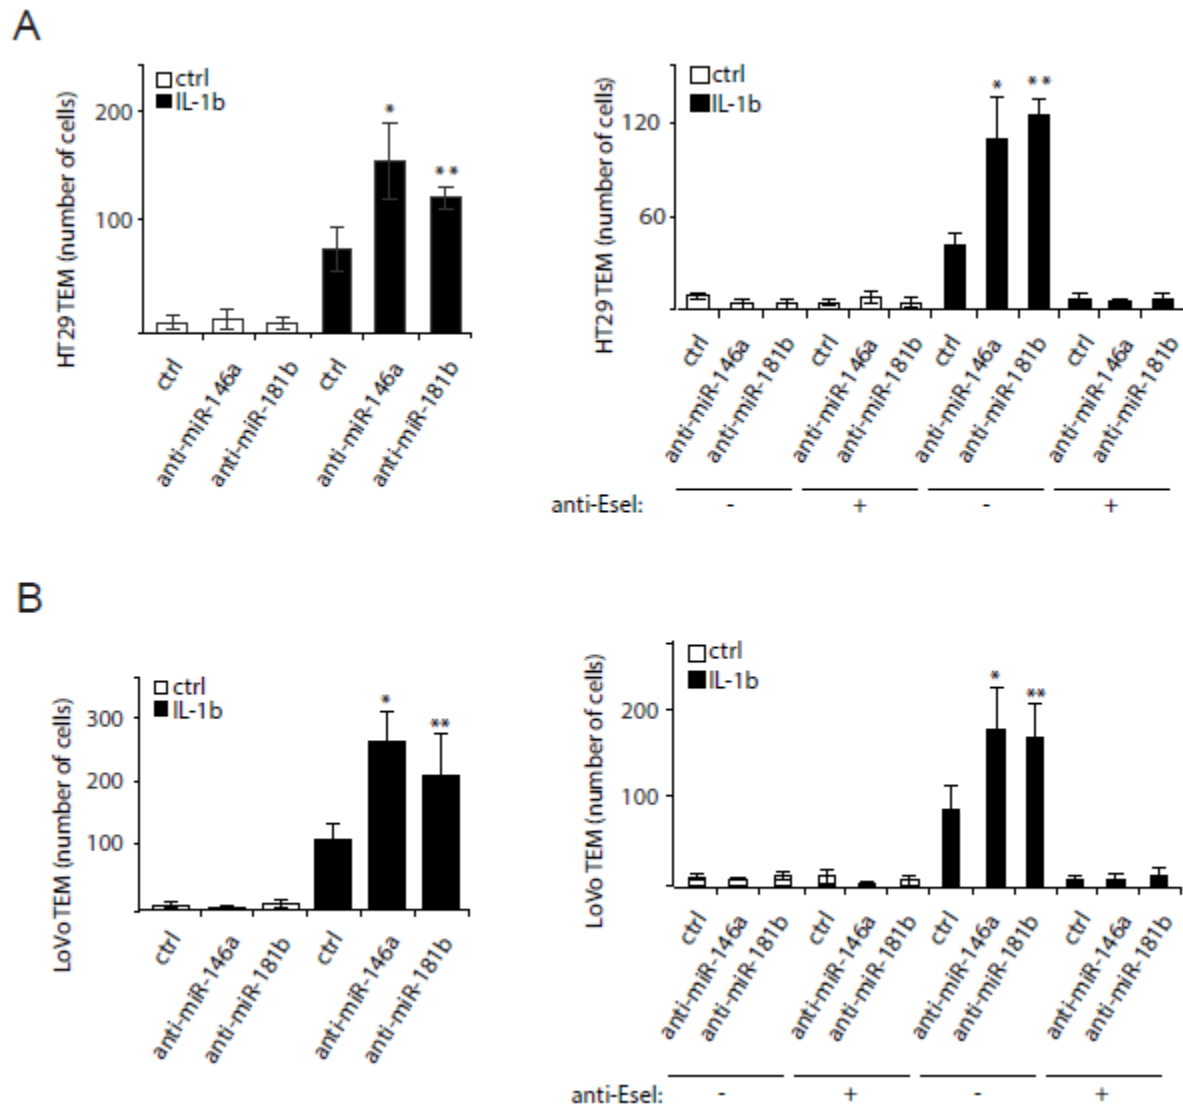 A
HT29 TEM (number of cells)
ctrl
IL-1b
200
100
*
**
ctrl
anti-miR-146a
anti-miR-181b
ctrl
anti-miR-146a
anti-miR-181b
HT29 TEM (number of cells)
ctrl
IL-1b
120
60
*
**
ctrl
anti-miR-146a
anti-miR-181b
ctrl
anti-miR-146a
anti-miR-181b
ctrl
anti-miR-146a
anti-miR-181b
ctrl
anti-miR-146a
anti-miR-181b
anti-Esel: - + - +
B
LoVo TEM (number of cells)
ctrl
IL-1b
300
200
100
*
**
ctrl
anti-miR-146a
anti-miR-181b
ctrl
anti-miR-146a
anti-miR-181b
LoVo TEM (number of cells)
ctrl
IL-1b
200
100
*
**
ctrl
anti-miR-146a
anti-miR-181b
ctrl
anti-miR-146a
anti-miR-181b
ctrl
anti-miR-146a
anti-miR-181b
ctrl
anti-miR-146a
anti-miR-181b
anti-Esel: - + - +